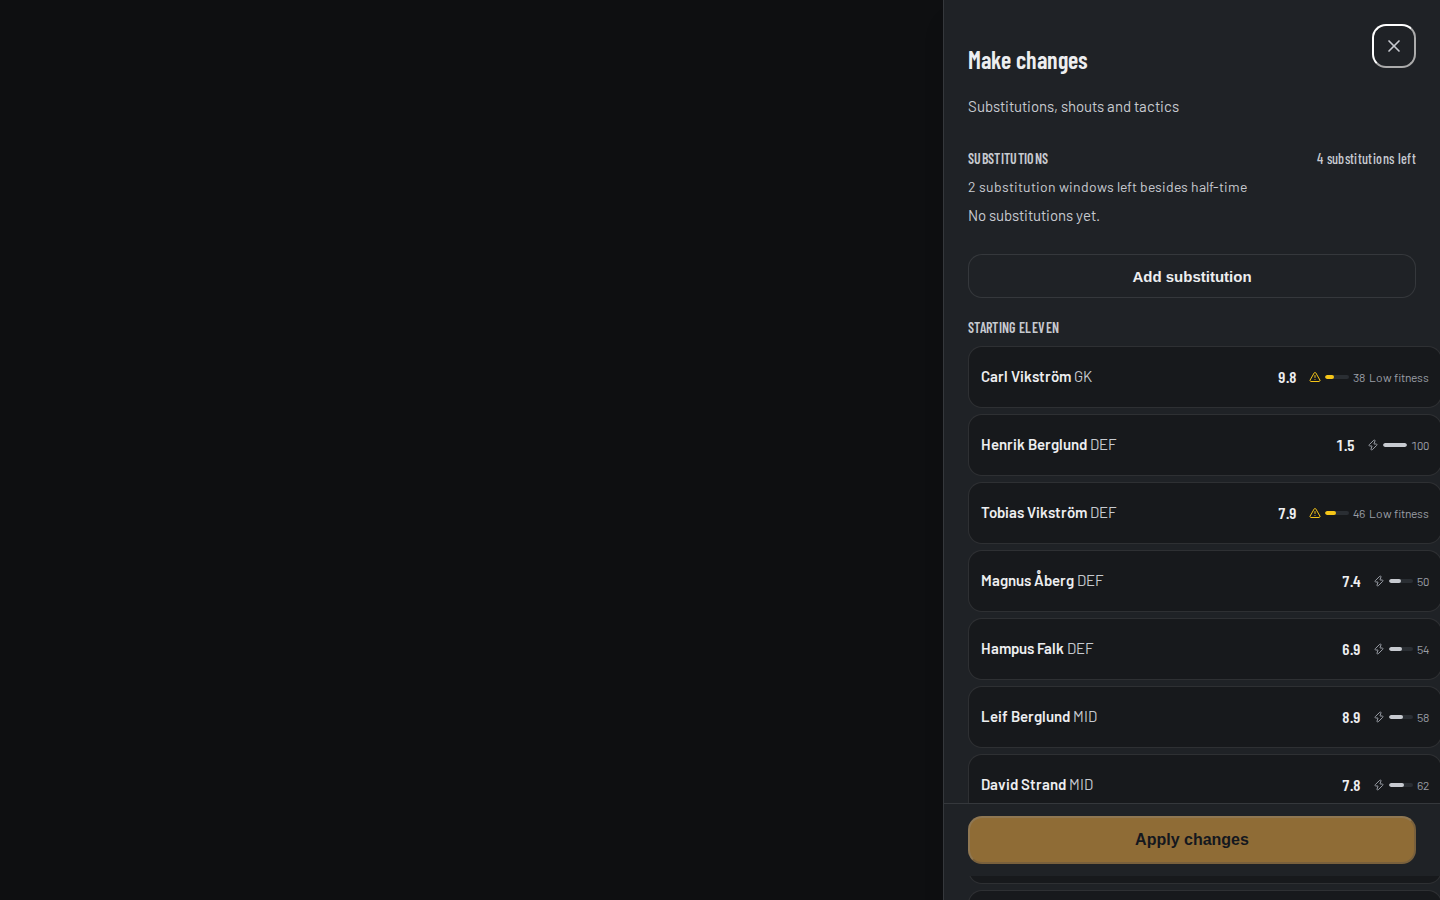 Make changes
Substitutions, shouts and tactics
SUBSTITUTIONS 4 substitutions left
2 substitution windows left besides half-time
No substitutions yet.
Add substitution
STARTING ELEVEN
Carl Vikström GK 9.8 38 Low fitness
Henrik Berglund DEF 1.5 100
Tobias Vikström DEF 7.9 46 Low fitness
Magnus Åberg DEF 7.4 50
Hampus Falk DEF 6.9 54
Leif Berglund MID 8.9 58
David Strand MID 7.8 62
Apply changes